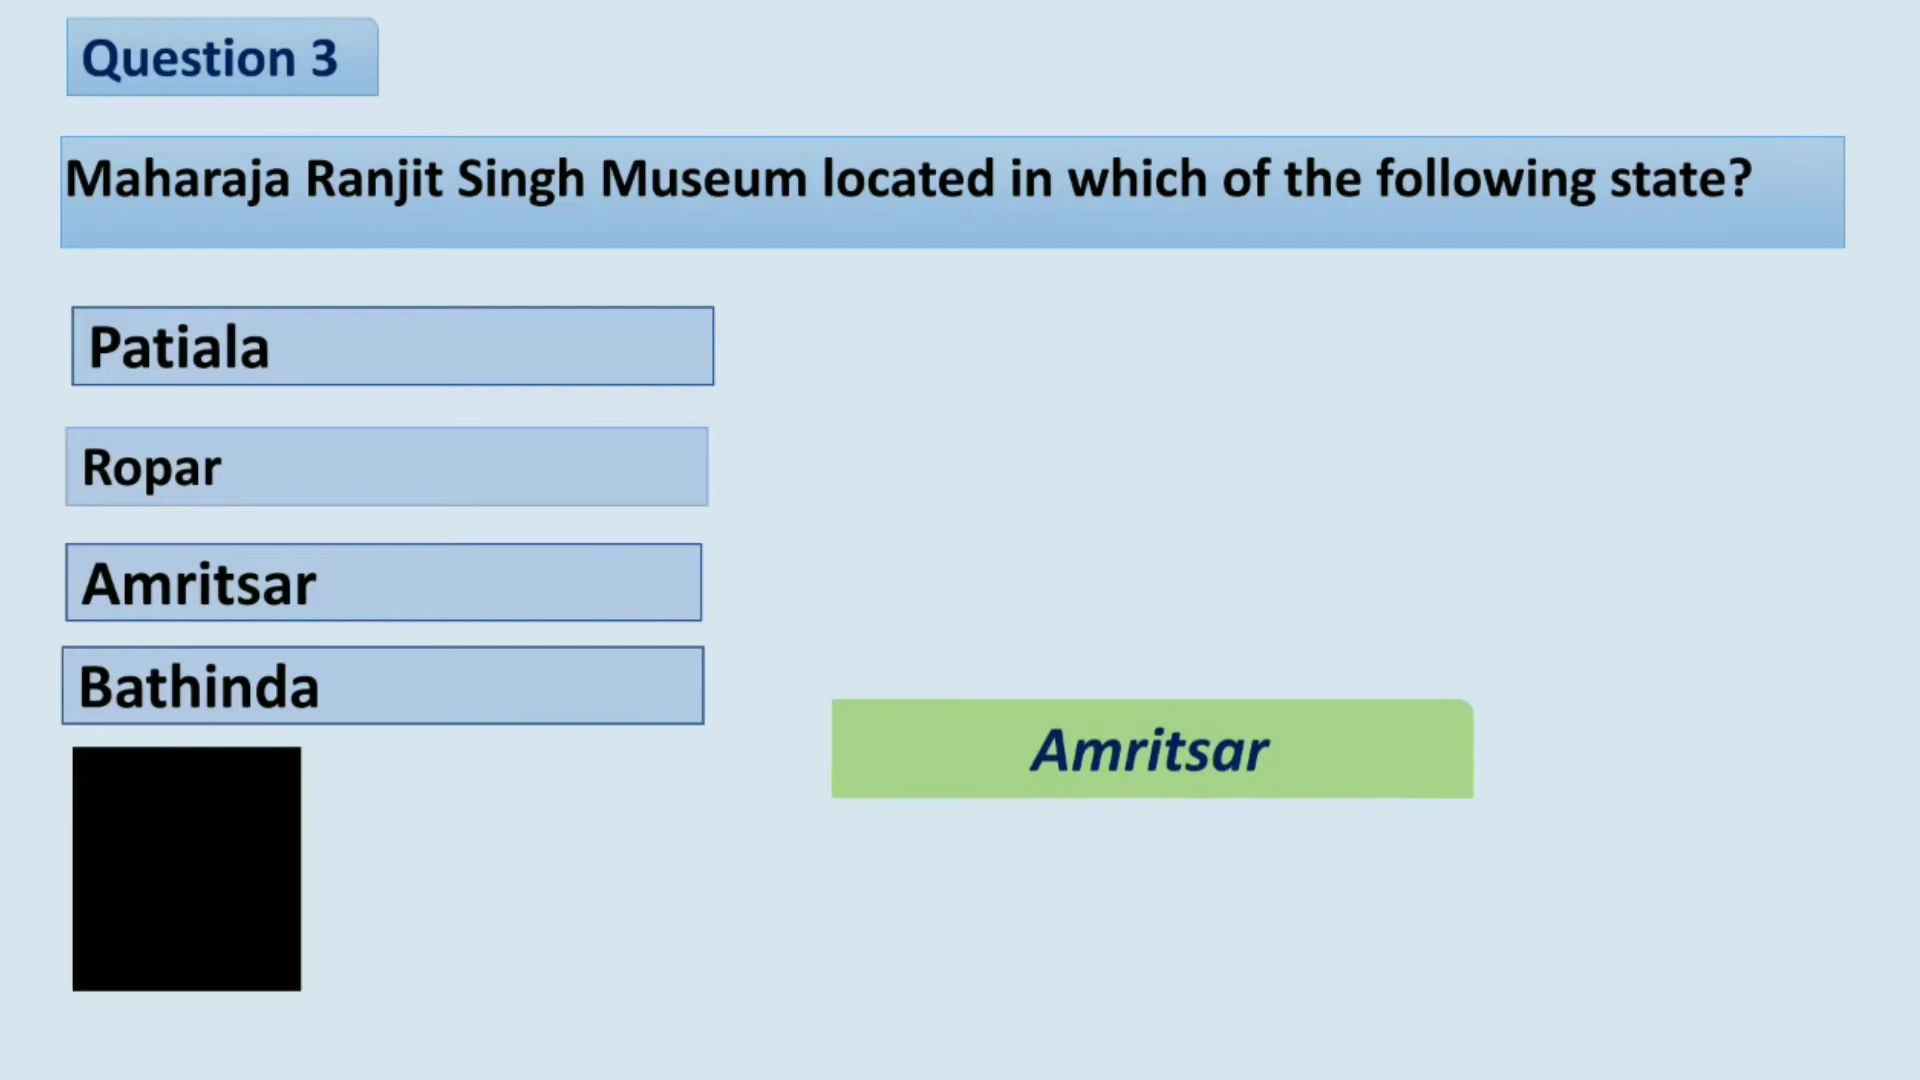 Question 3
Maharaja Ranjit Singh Museum located in which of the following state?
Patiala
Ropar
Amritsar
Bathinda
Amritsar